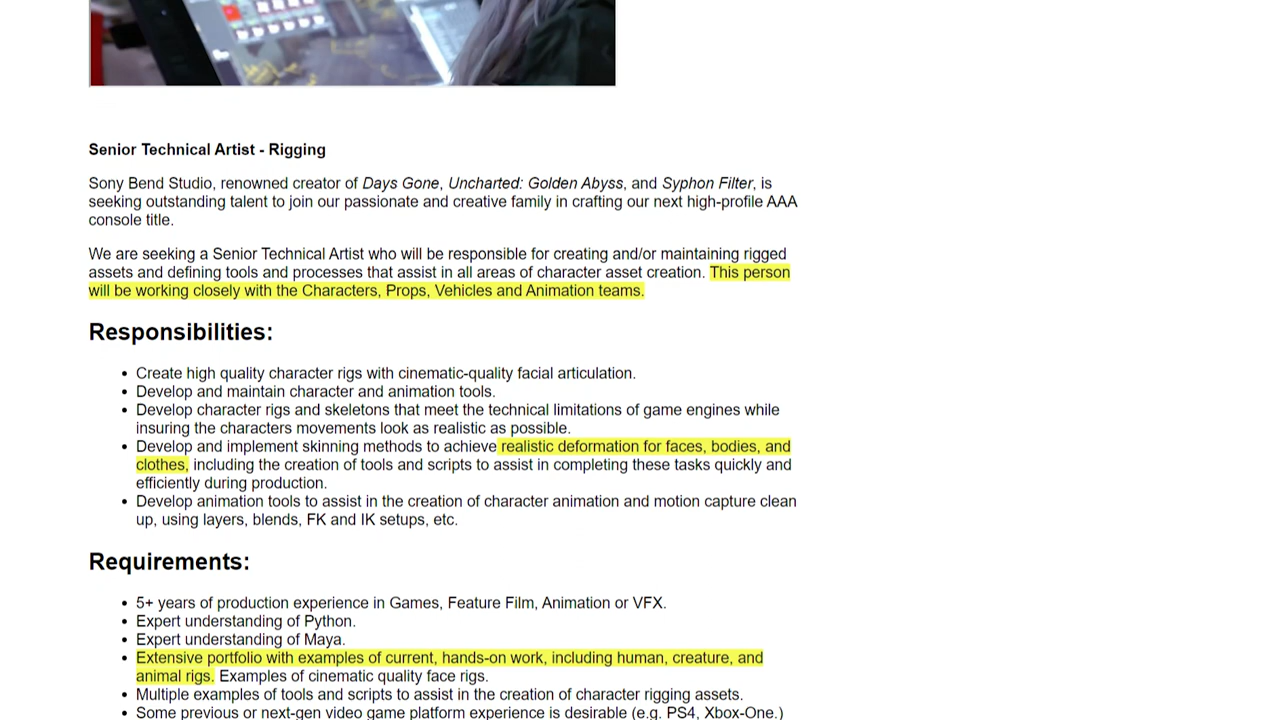 Senior Technical Artist - Rigging
Sony Bend Studio, renowned creator of Days Gone, Uncharted: Golden Abyss, and Syphon Filter, is
seeking outstanding talent to join our passionate and creative family in crafting our next high-profile AAA
console title.
We are seeking a Senior Technical Artist who will be responsible for creating and/or maintaining rigged
assets and defining tools and processes that assist in all areas of character asset creation. This person
will be working closely with the Characters, Props, Vehicles and Animation teams.
Responsibilities:
• Create high quality character rigs with cinematic-quality facial articulation.
• Develop and maintain character and animation tools.
• Develop character rigs and skeletons that meet the technical limitations of game engines while
insuring the characters movements look as realistic as possible.
• Develop and implement skinning methods to achieve realistic deformation for faces, bodies, and
clothes, including the creation of tools and scripts to assist in completing these tasks quickly and
efficiently during production.
• Develop animation tools to assist in the creation of character animation and motion capture clean
up, using layers, blends, FK and IK setups, etc.
Requirements:
• 5+ years of production experience in Games, Feature Film, Animation or VFX.
• Expert understanding of Python.
• Expert understanding of Maya.
• Extensive portfolio with examples of current, hands-on work, including human, creature, and
animal rigs. Examples of cinematic quality face rigs.
• Multiple examples of tools and scripts to assist in the creation of character rigging assets.
• Some previous or next-gen video game platform experience is desirable (e.g. PS4, Xbox-One.)